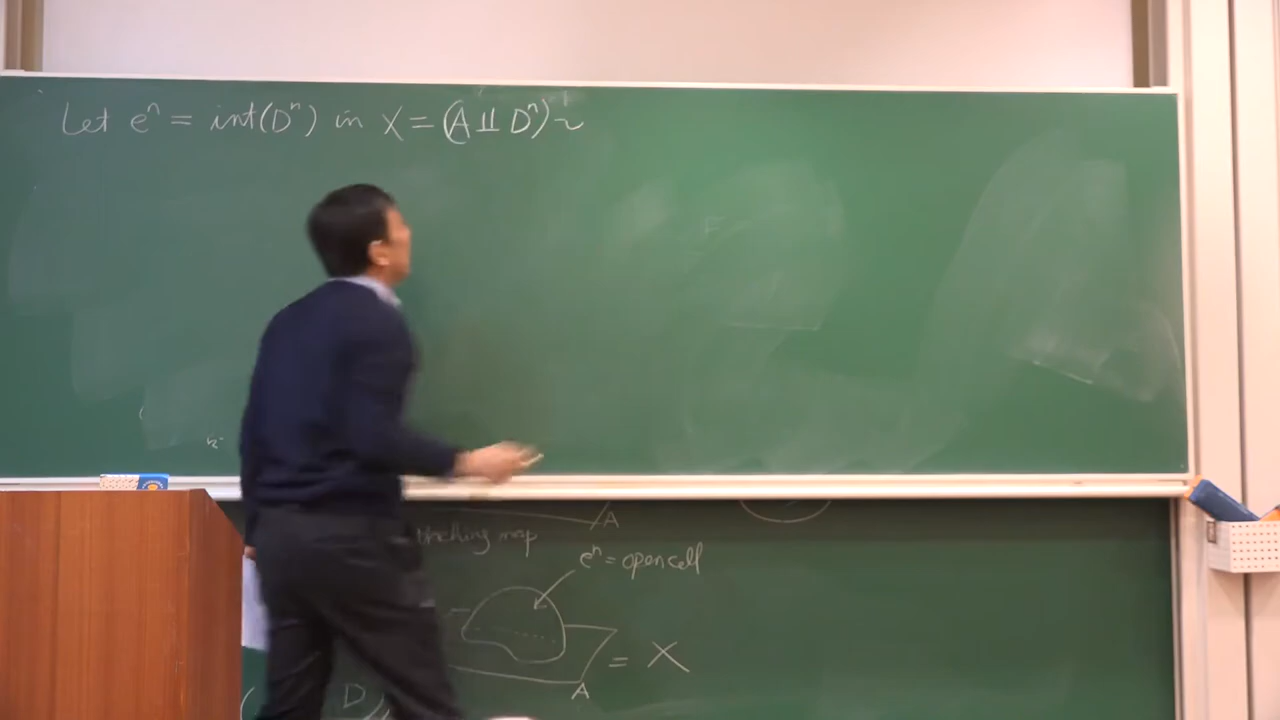 Let eⁿ = int(Dⁿ) in X = (A ⨿ Dⁿ)~
A
attaching map
eⁿ = open cell
= X
A
D